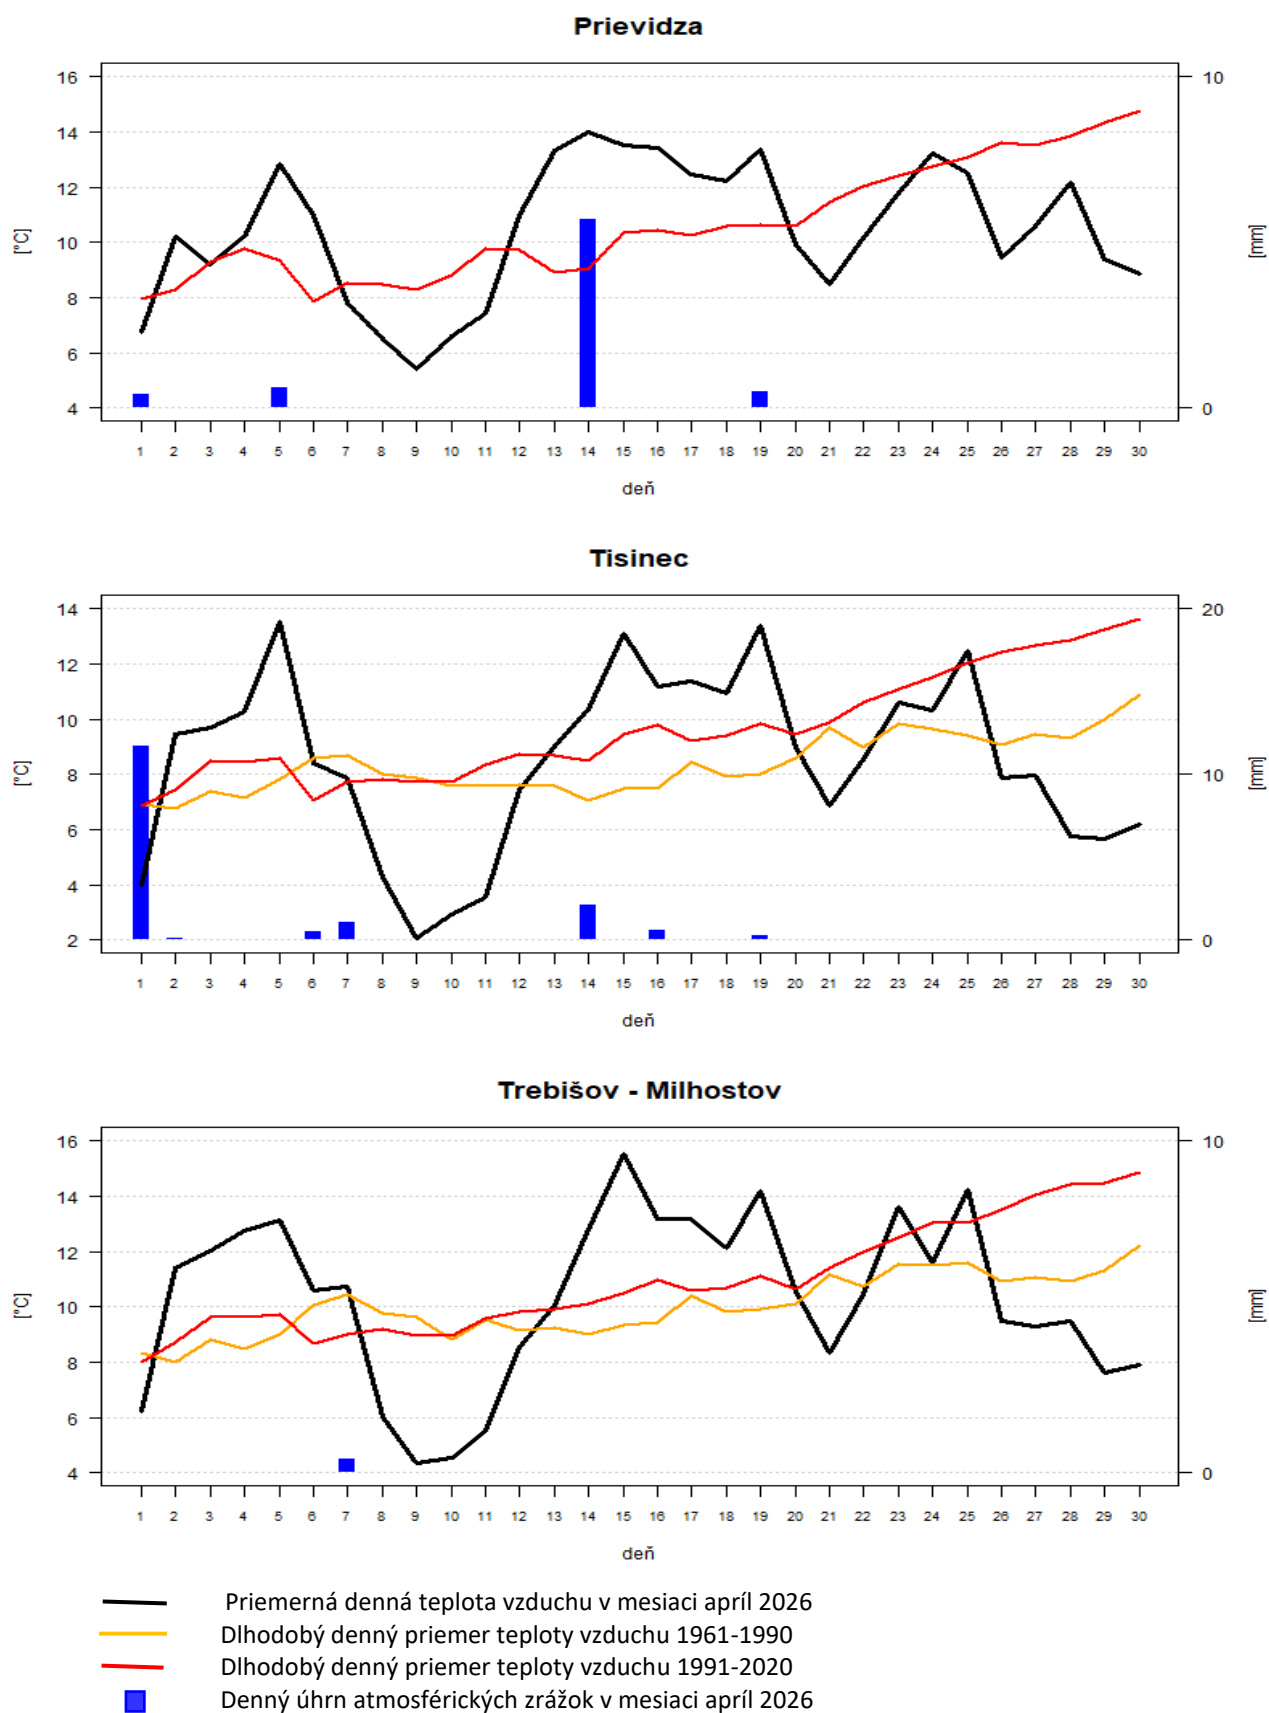 Prievidza
16
14
12
10
8
6
4
[°C]
10
0
[mm]
1 2 3 4 5 6 7 8 9 10 11 12 13 14 15 16 17 18 19 20 21 22 23 24 25 26 27 28 29 30
deň
Tisinec
14
12
10
8
6
4
2
[°C]
20
10
0
[mm]
1 2 3 4 5 6 7 8 9 10 11 12 13 14 15 16 17 18 19 20 21 22 23 24 25 26 27 28 29 30
deň
Trebišov - Milhostov
16
14
12
10
8
6
4
[°C]
10
0
[mm]
1 2 3 4 5 6 7 8 9 10 11 12 13 14 15 16 17 18 19 20 21 22 23 24 25 26 27 28 29 30
deň
Priemerná denná teplota vzduchu v mesiaci apríl 2026
Dlhodobý denný priemer teploty vzduchu 1961-1990
Dlhodobý denný priemer teploty vzduchu 1991-2020
Denný úhrn atmosférických zrážok v mesiaci apríl 2026